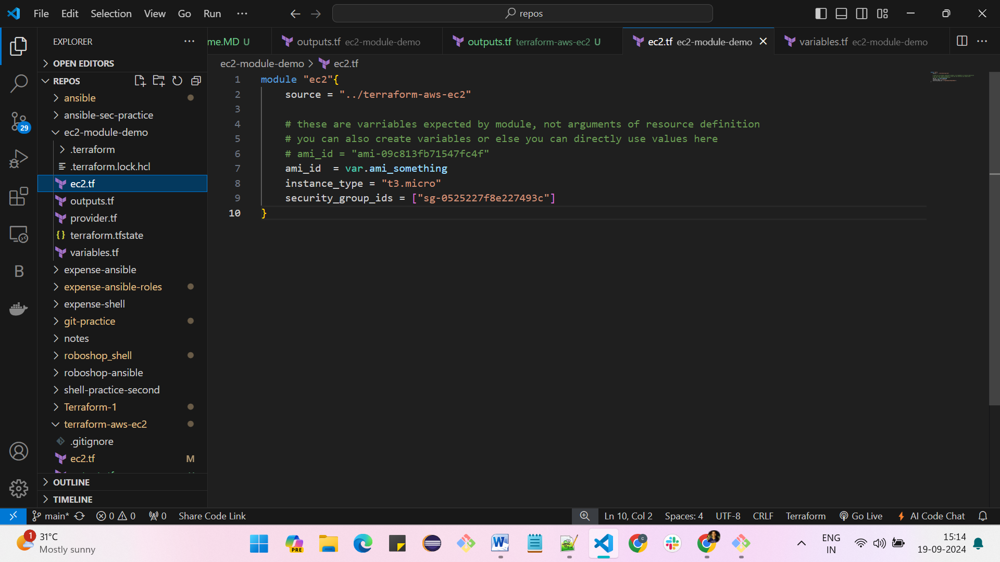 File Edit Selection View Go Run ···
repos
EXPLORER
OPEN EDITORS
REPOS
ansible
ansible-sec-practice
ec2-module-demo
.terraform
.terraform.lock.hcl
ec2.tf
outputs.tf
provider.tf
terraform.tfstate
variables.tf
expense-ansible
expense-ansible-roles
expense-shell
git-practice
notes
roboshop_shell
roboshop-ansible
shell-practice-second
Terraform-1
terraform-aws-ec2
.gitignore
ec2.tf M
OUTLINE
TIMELINE
29
B
me.MD U outputs.tf ec2-module-demo outputs.tf terraform-aws-ec2 U ec2.tf ec2-module-demo variables.tf ec2-module-demo
ec2-module-demo > ec2.tf
1 module "ec2"{
2 source = "../terraform-aws-ec2"
3
4 # these are varriables expected by module, not arguments of resource definition
5 # you can also create variables or else you can directly use values here
6 # ami_id = "ami-09c813fb71547fc4f"
7 ami_id  = var.ami_something
8 instance_type = "t3.micro"
9 security_group_ids = ["sg-0525227f8e227493c"]
10 }
main* 0 0 0 Share Code Link Ln 10, Col 2 Spaces: 4 UTF-8 CRLF Terraform Go Live AI Code Chat
1 31°C
Mostly sunny
PRE
W
C
ENG
IN
15:14
19-09-2024